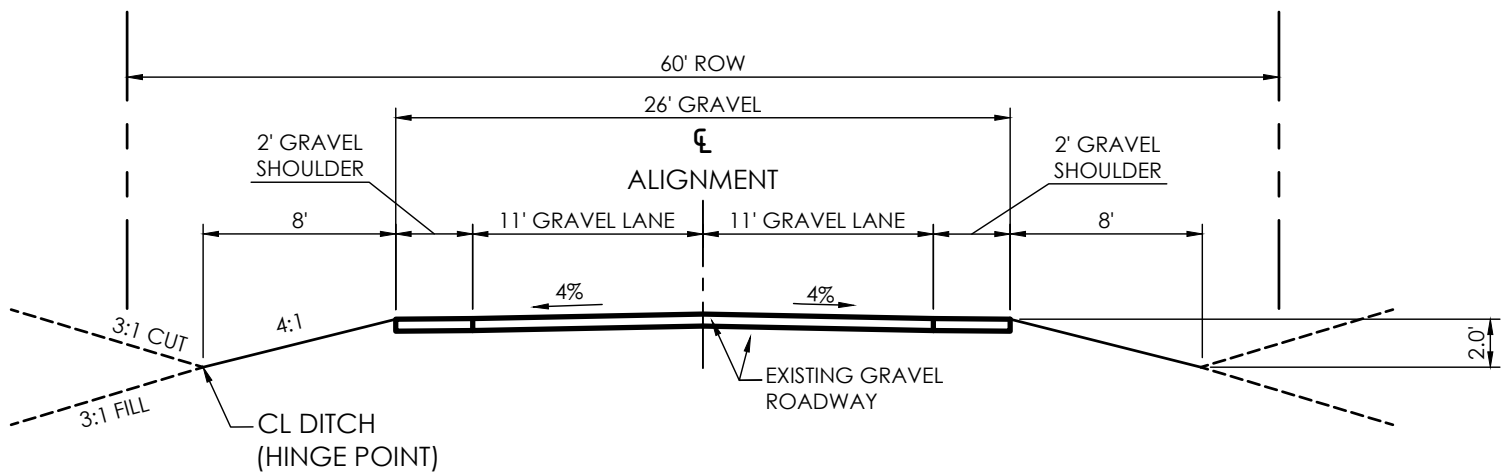 60' ROW
26' GRAVEL
℄
ALIGNMENT
2' GRAVEL
SHOULDER
2' GRAVEL
SHOULDER
8'
11' GRAVEL LANE
11' GRAVEL LANE
8'
4%
4%
3:1 CUT
4:1
2.0'
3:1 FILL
EXISTING GRAVEL
ROADWAY
CL DITCH
(HINGE POINT)